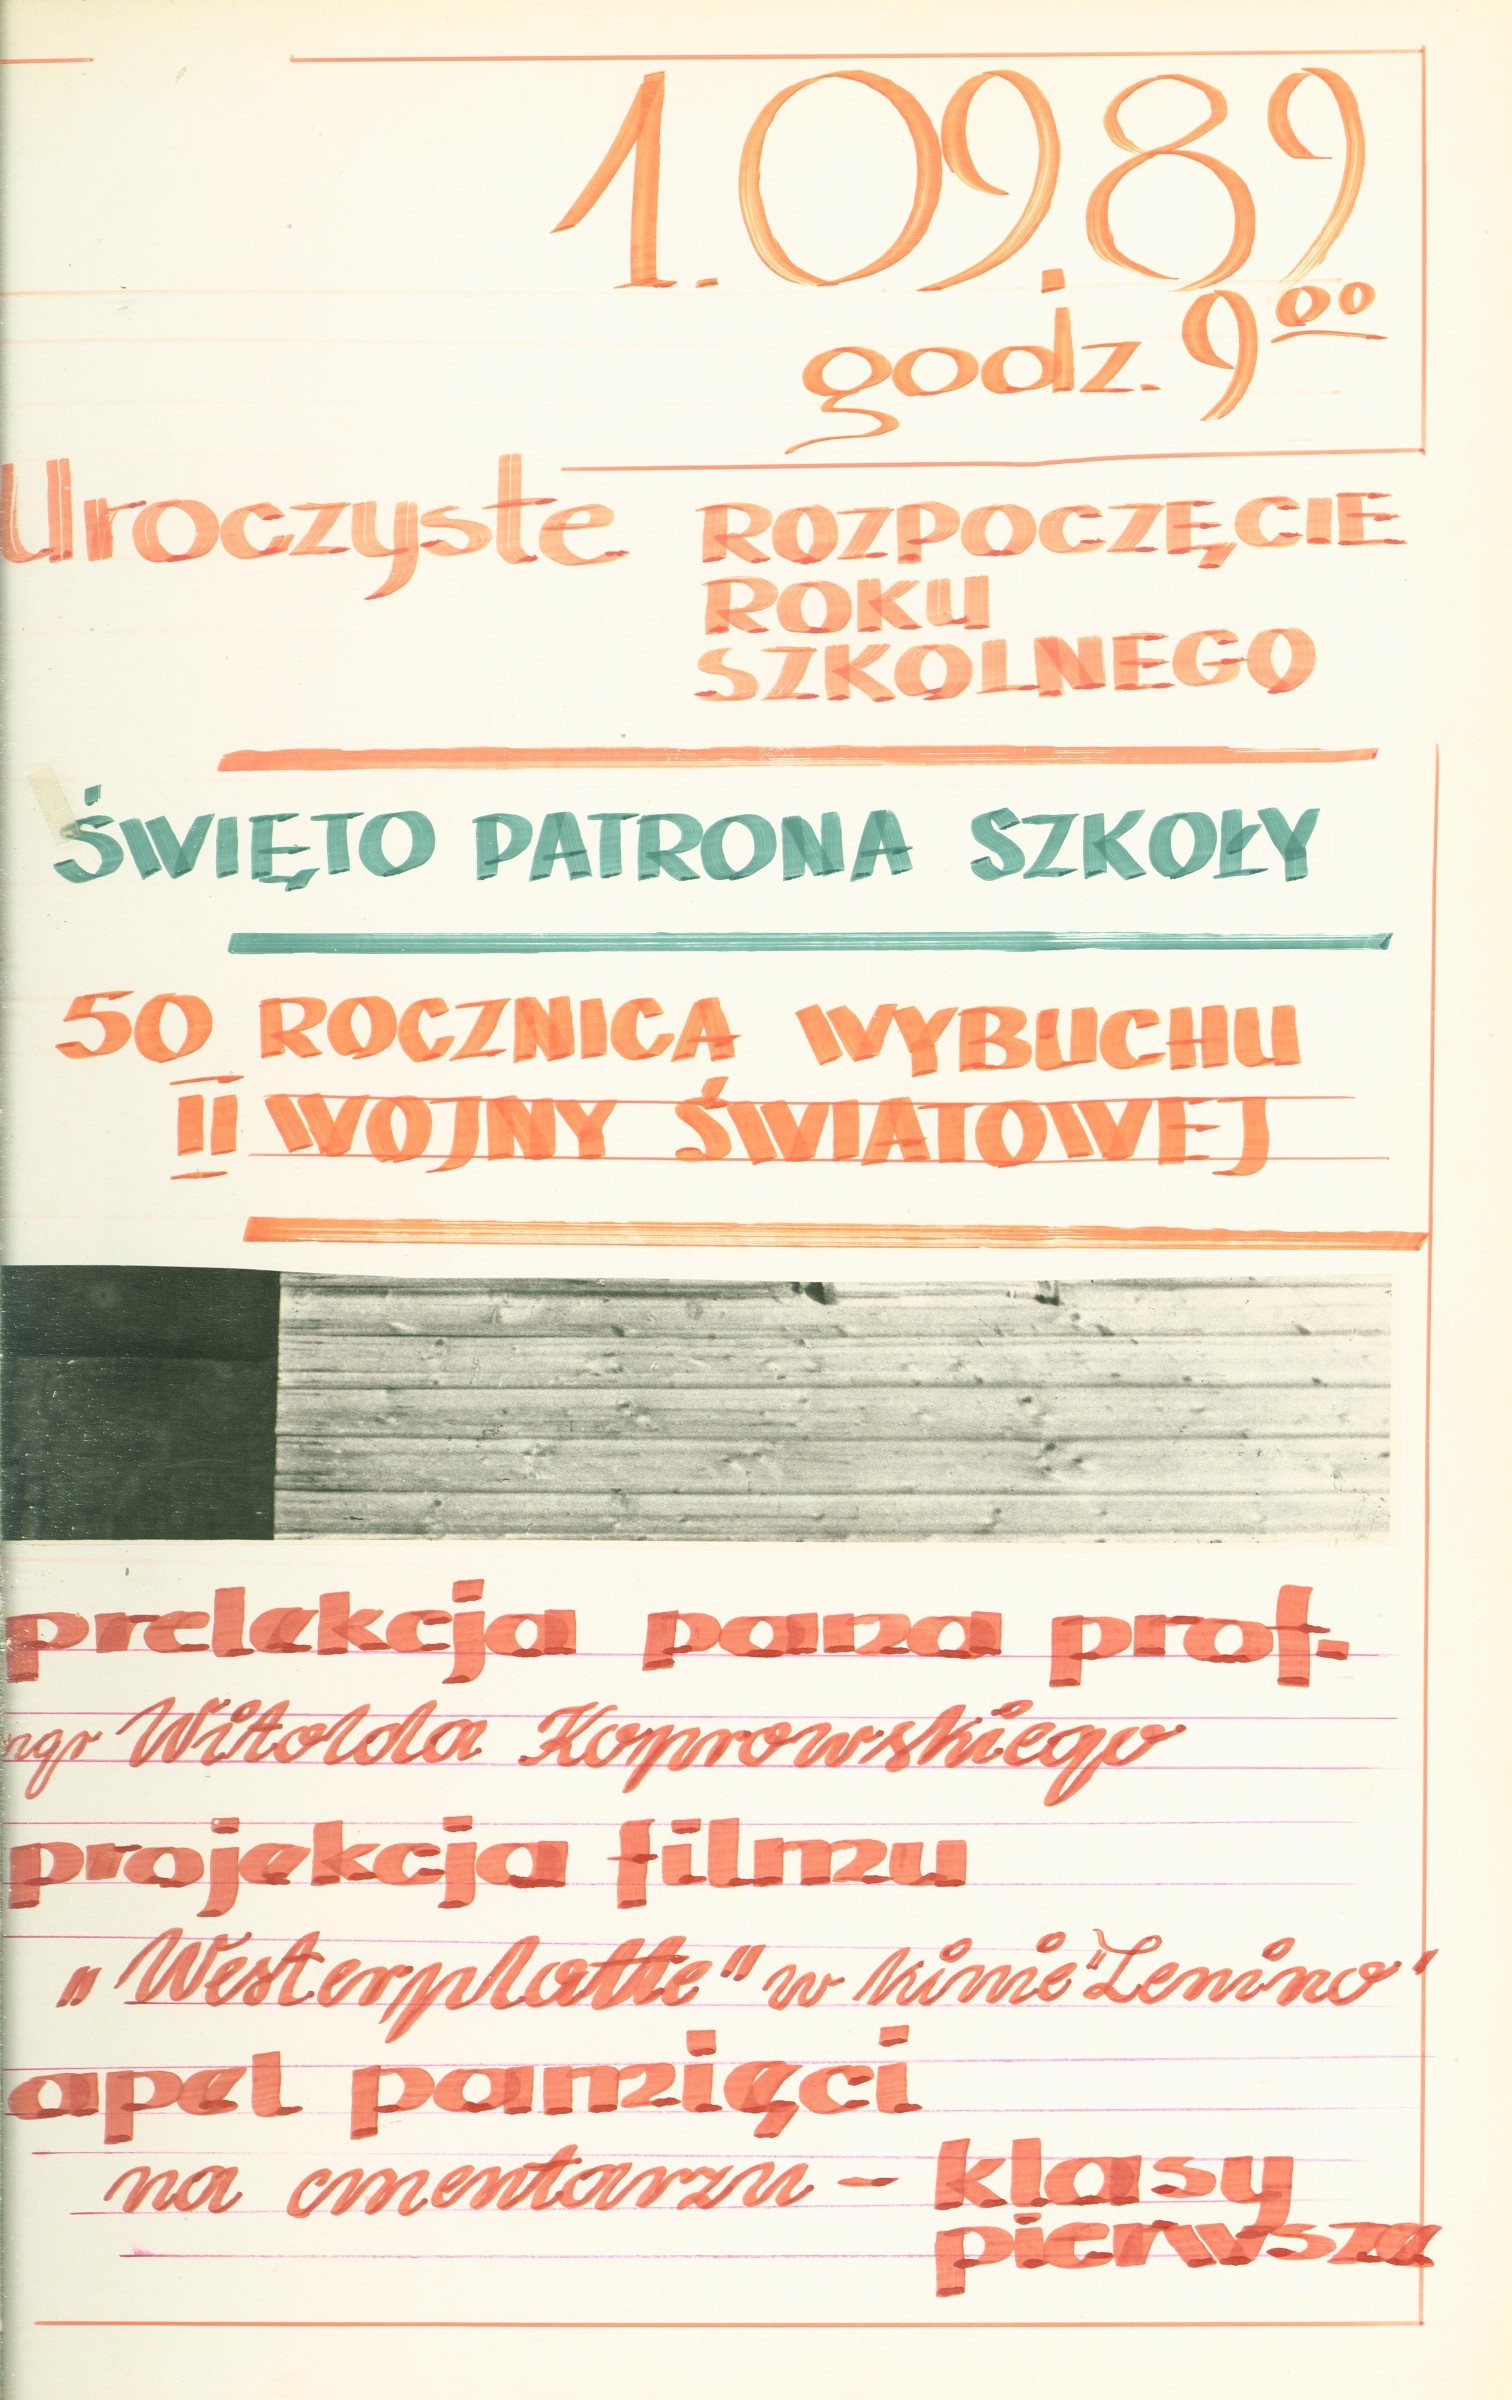 1.09.89
godz. 9⁰⁰
Uroczyste ROZPOCZĘCIE
ROKU
SZKOLNEGO
ŚWIĘTO PATRONA SZKOŁY
50 ROCZNICA WYBUCHU
II WOJNY ŚWIATOWEJ
prelekcja pana prof.
mgr Witolda Koprowskiego
projekcja filmu
„Westerplatte" w kinie "Lenino"
apel pamięci
na cmentarzu - klasy
pierwsze